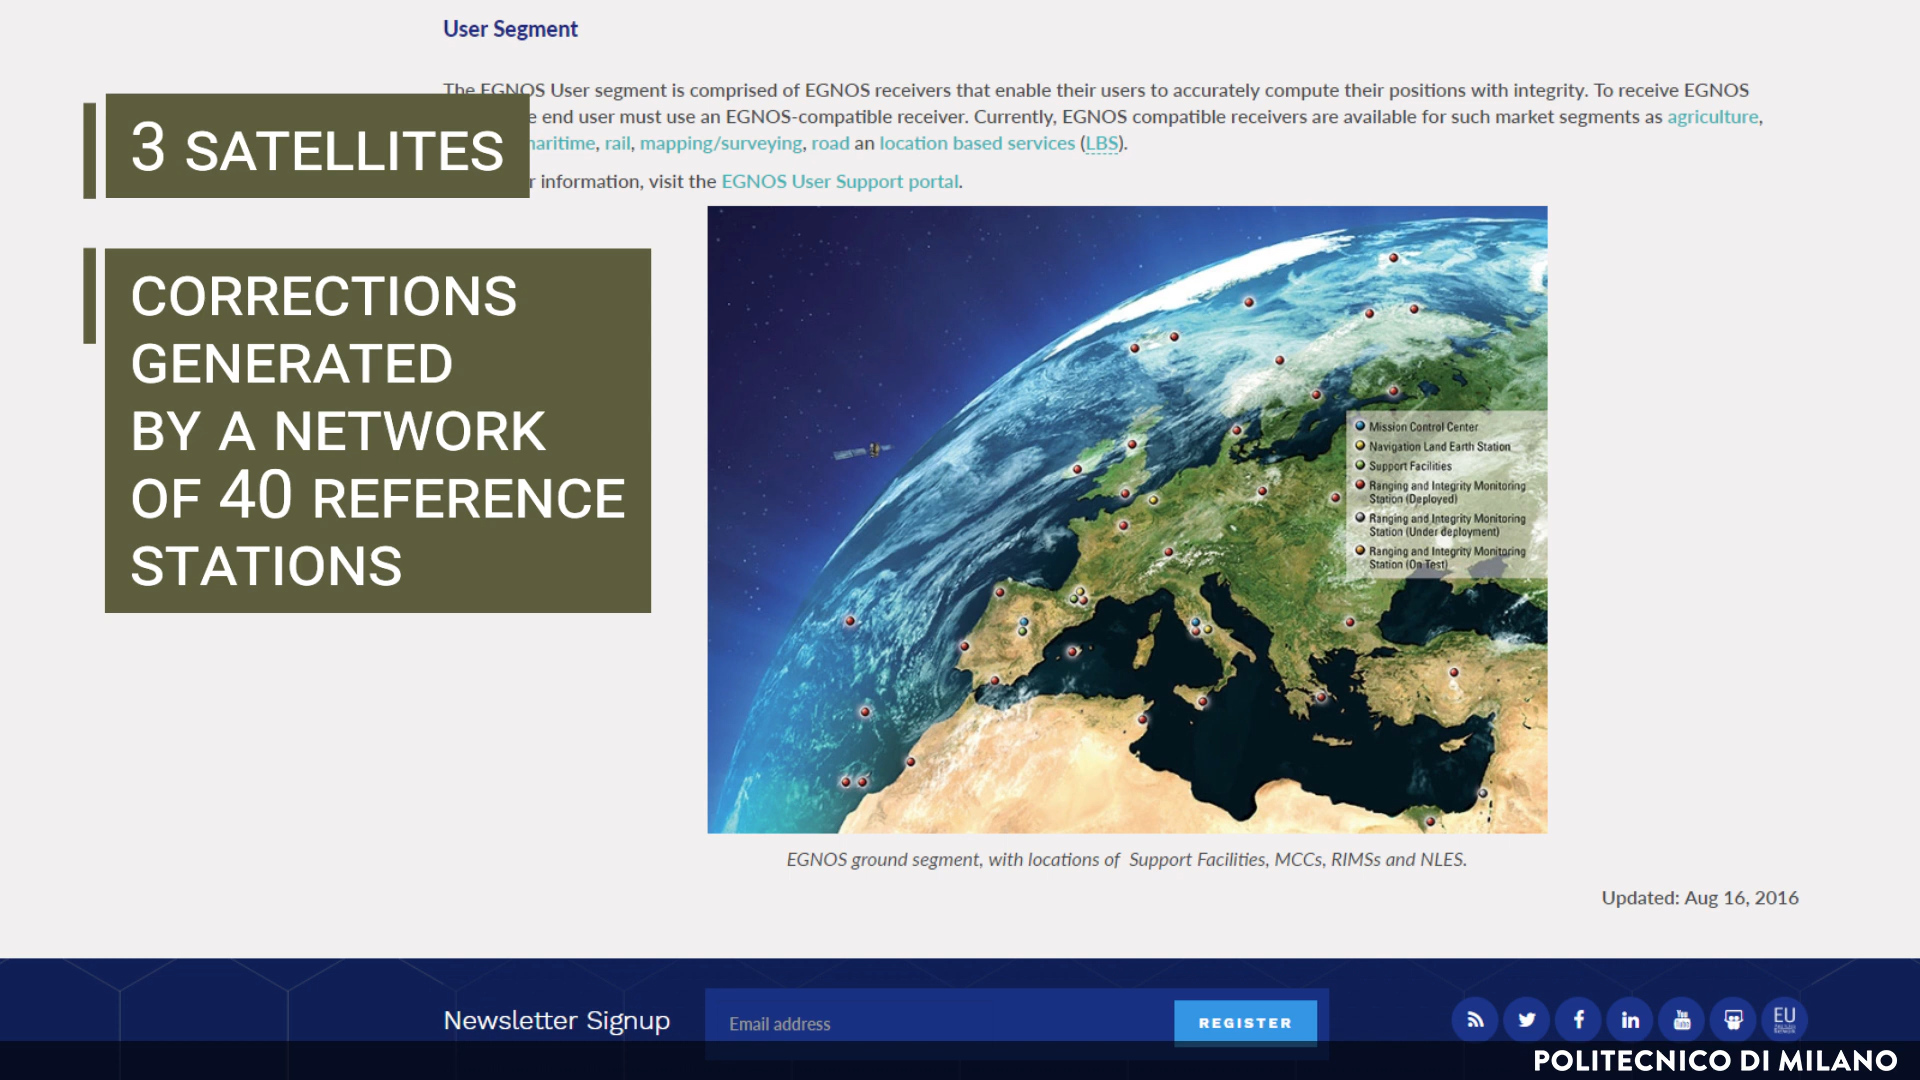 User Segment
The EGNOS User segment is comprised of EGNOS receivers that enable their users to accurately compute their positions with integrity. To receive EGNOS
end user must use an EGNOS-compatible receiver. Currently, EGNOS compatible receivers are available for such market segments as agriculture,
maritime, rail, mapping/surveying, road an location based services (LBS).
information, visit the EGNOS User Support portal.
3 SATELLITES
CORRECTIONS
GENERATED
BY A NETWORK
OF 40 REFERENCE
STATIONS
Mission Control Center
Navigation Land Earth Station
Support Facilities
Ranging and Integrity Monitoring
Station (Deployed)
Ranging and Integrity Monitoring
Station (Under deployment)
Ranging and Integrity Monitoring
Station (On Test)
EGNOS ground segment, with locations of Support Facilities, MCCs, RIMSs and NLES.
Updated: Aug 16, 2016
Newsletter Signup
Email address
REGISTER
f
in
You
EU
POLITECNICO DI MILANO